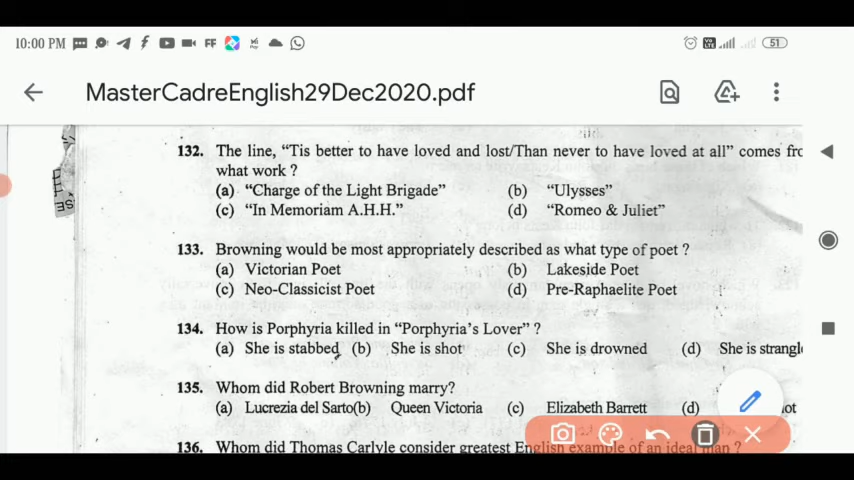 10:00 PM
51
MasterCadreEnglish29Dec2020.pdf
132. The line, “Tis better to have loved and lost/Than never to have loved at all” comes fro
what work ?
(a) “Charge of the Light Brigade” (b) “Ulysses”
(c) “In Memoriam A.H.H.” (d) “Romeo & Juliet”
133. Browning would be most appropriately described as what type of poet ?
(a) Victorian Poet (b) Lakeside Poet
(c) Neo-Classicist Poet (d) Pre-Raphaelite Poet
134. How is Porphyria killed in “Porphyria’s Lover” ?
(a) She is stabbed (b) She is shot (c) She is drowned (d) She is strangle
135. Whom did Robert Browning marry?
(a) Lucrezia del Sarto(b) Queen Victoria (c) Elizabeth Barrett (d)
136. Whom did Thomas Carlyle consider greatest English example of an ideal man ?